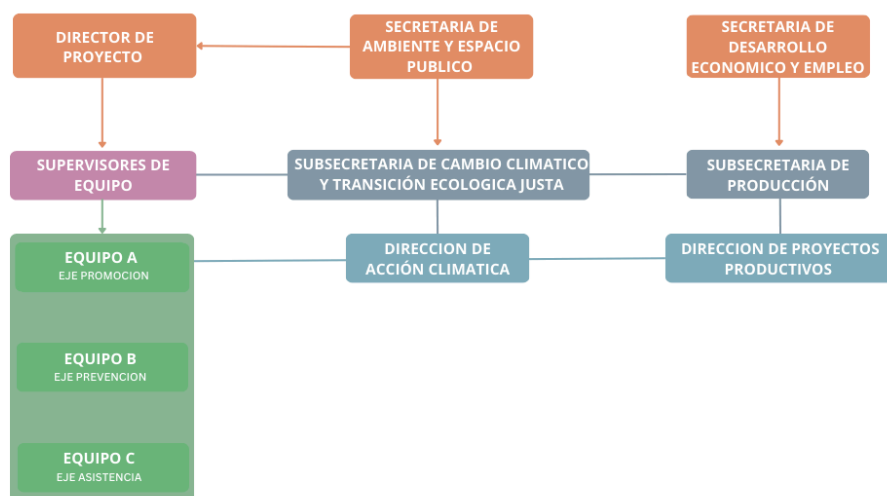 DIRECTOR DE
PROYECTO
SECRETARIA DE
AMBIENTE Y ESPACIO
PUBLICO
SECRETARIA DE
DESARROLLO
ECONOMICO Y EMPLEO
SUPERVISORES DE
EQUIPO
SUBSECRETARIA DE CAMBIO CLIMATICO
Y TRANSICIÓN ECOLOGICA JUSTA
SUBSECRETARIA DE
PRODUCCIÓN
EQUIPO A
EJE PROMOCION
DIRECCION DE
ACCIÓN CLIMATICA
DIRECCION DE PROYECTOS
PRODUCTIVOS
EQUIPO B
EJE PREVENCION
EQUIPO C
EJE ASISTENCIA